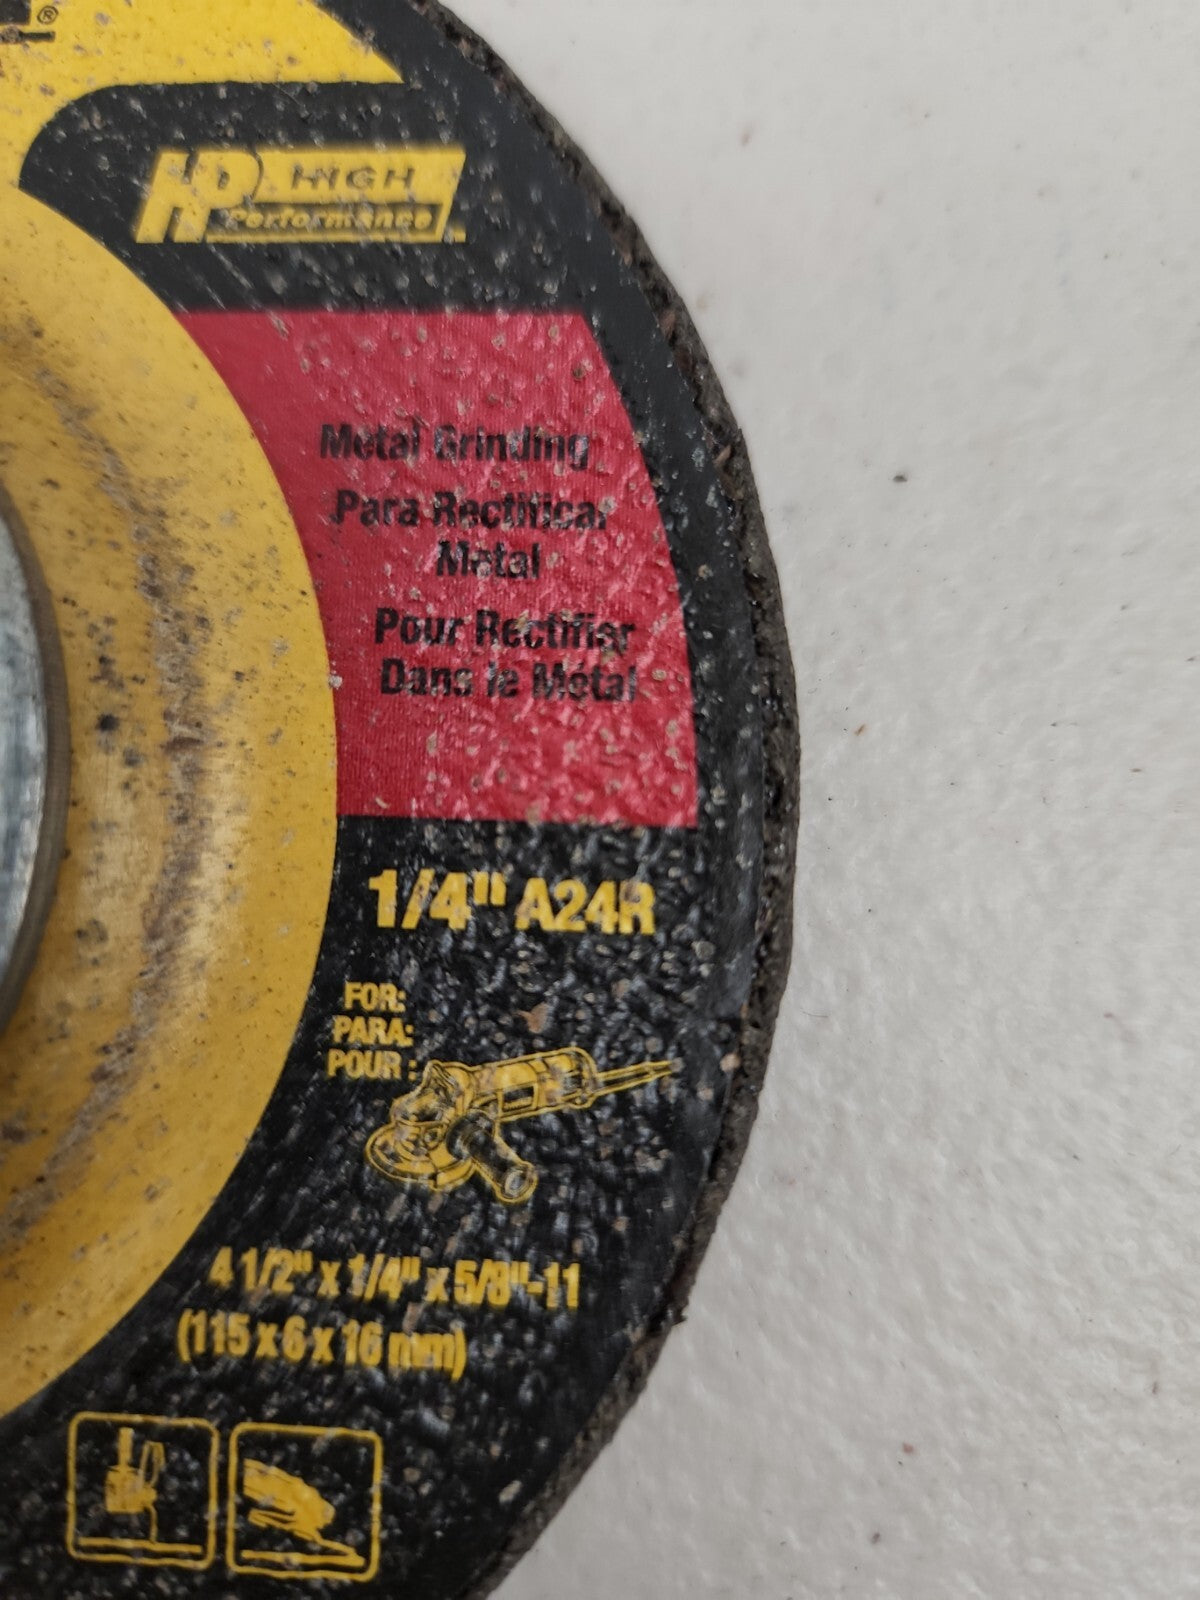 ®
HP HIGH
Performance
Metal Grinding
Para Rectificar
Metal
Pour Rectifier
Dans le Métal
1/4" A24R
FOR:
PARA:
POUR :
4 1/2" x 1/4" x 5/8"-11
(115 x 6 x 16 mm)